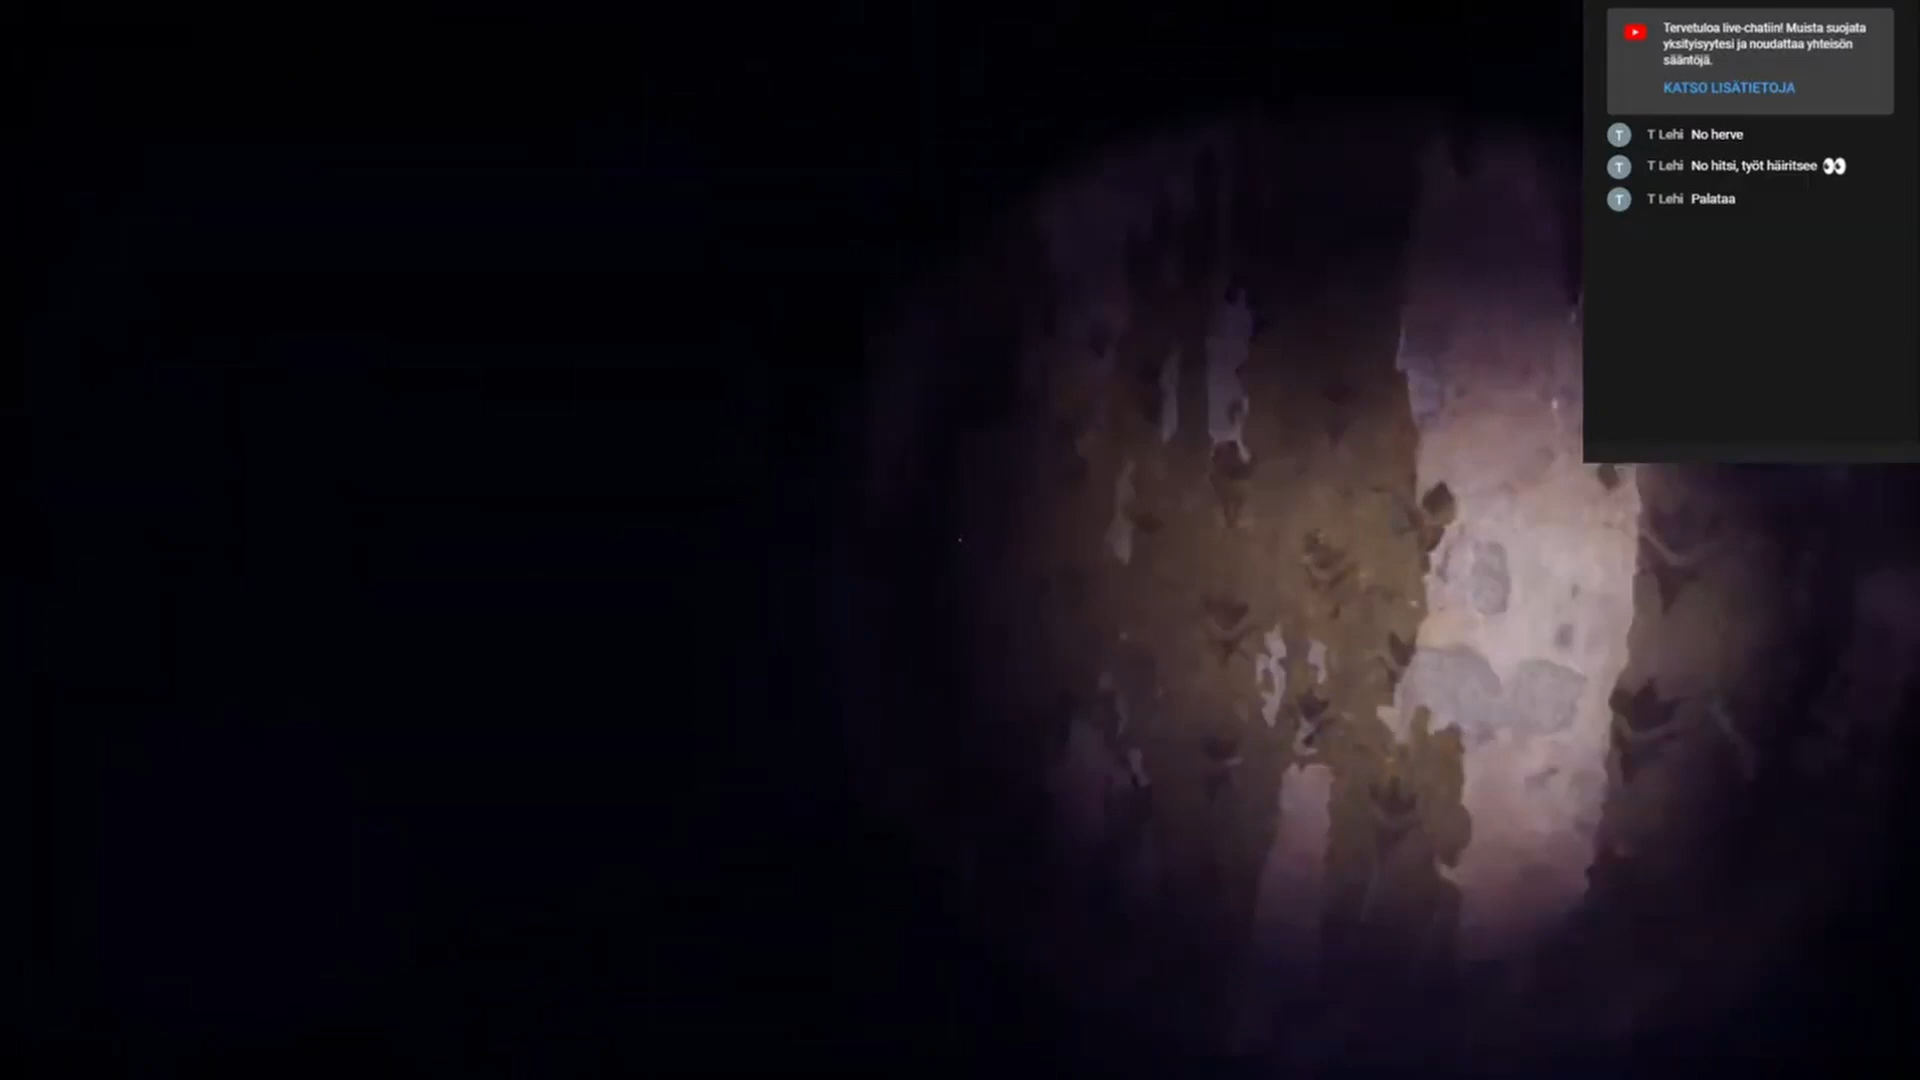 Tervetuloa live-chatiin! Muista suojata
yksityisyytesi ja noudattaa yhteisön
sääntöjä.
KATSO LISÄTIETOJA
T T Lehi No herve
T T Lehi No hitsi, työt häiritsee 👀
T T Lehi Palataa